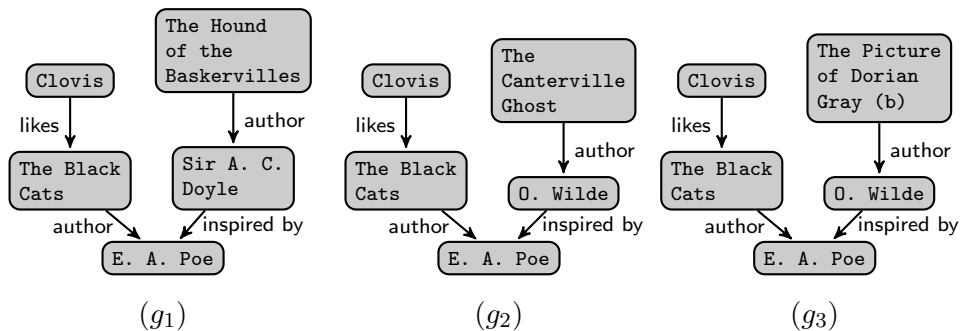 The Hound
of the
Baskervilles
Clovis
likes
author
The Black
Cats
Sir A. C.
Doyle
author
inspired by
E. A. Poe
(g1)
The
Canterville
Ghost
Clovis
likes
author
The Black
Cats
O. Wilde
author
inspired by
E. A. Poe
(g2)
The Picture
of Dorian
Gray (b)
Clovis
likes
author
The Black
Cats
O. Wilde
author
inspired by
E. A. Poe
(g3)